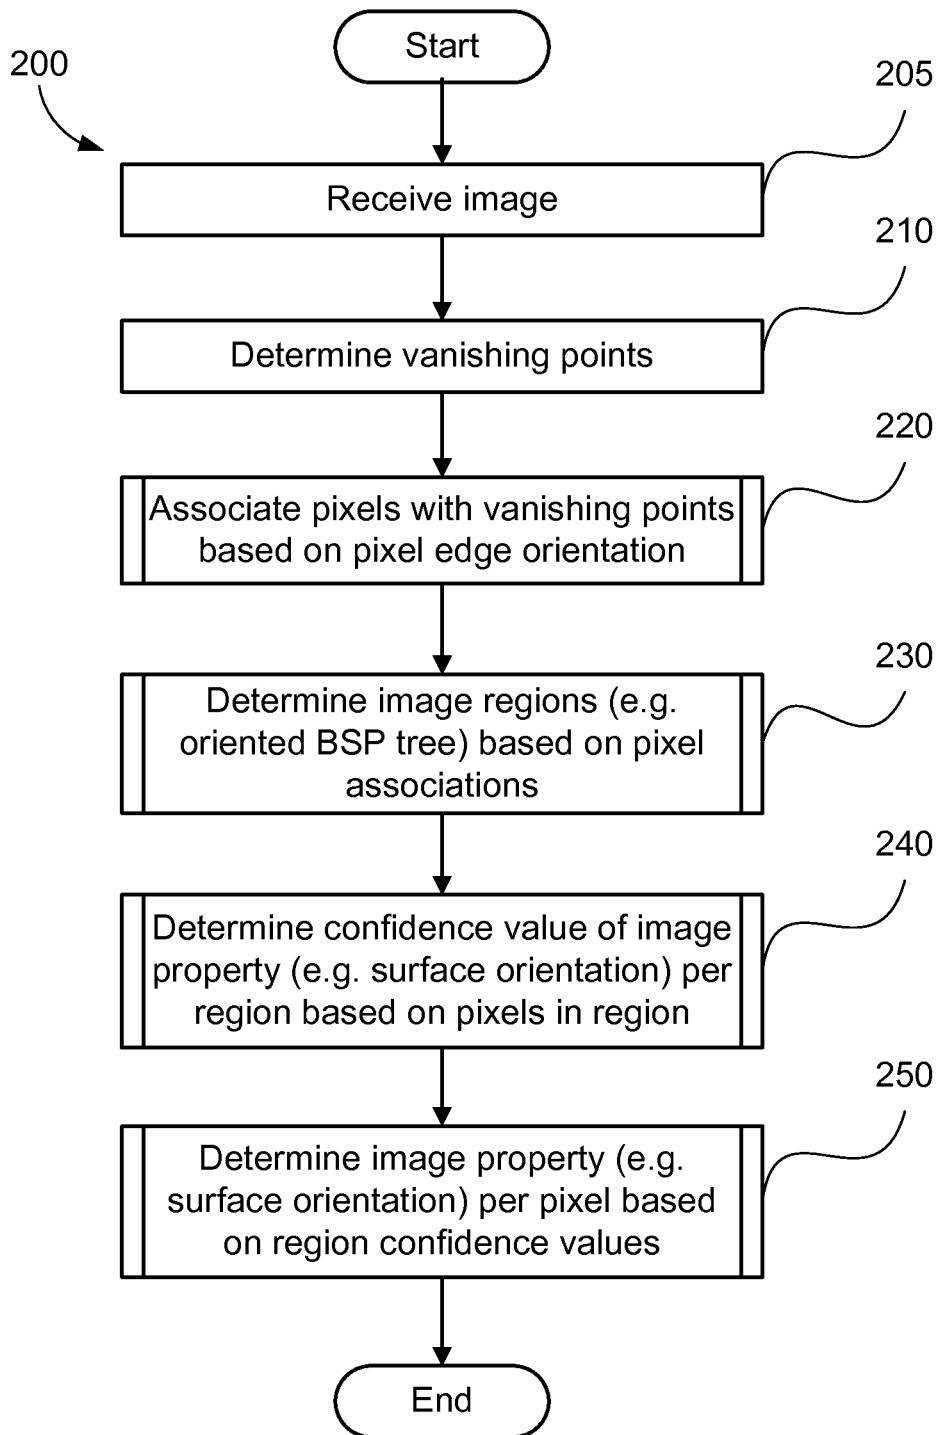 Start
200
205
Receive image
210
Determine vanishing points
220
Associate pixels with vanishing points
based on pixel edge orientation
230
Determine image regions (e.g.
oriented BSP tree) based on pixel
associations
240
Determine confidence value of image
property (e.g. surface orientation) per
region based on pixels in region
250
Determine image property (e.g.
surface orientation) per pixel based
on region confidence values
End